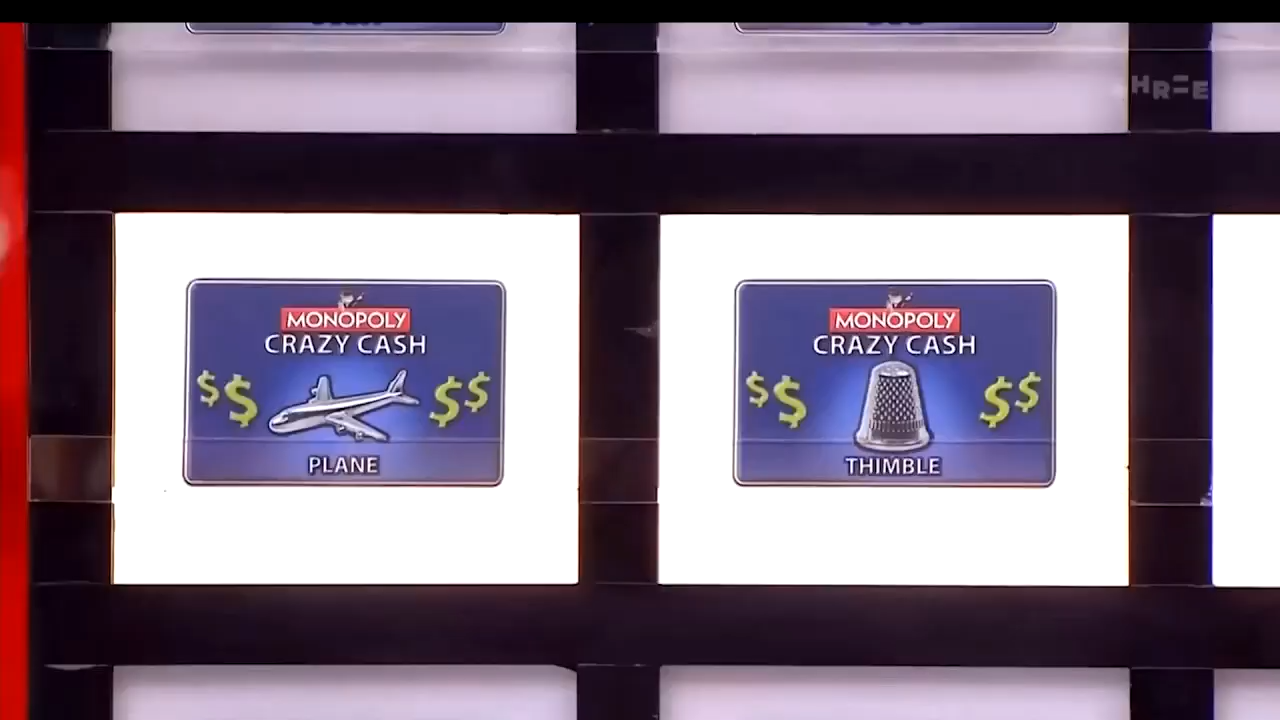 MONOPOLY
CRAZY CASH
$ $ $ $
PLANE
MONOPOLY
CRAZY CASH
$ $ $ $
THIMBLE